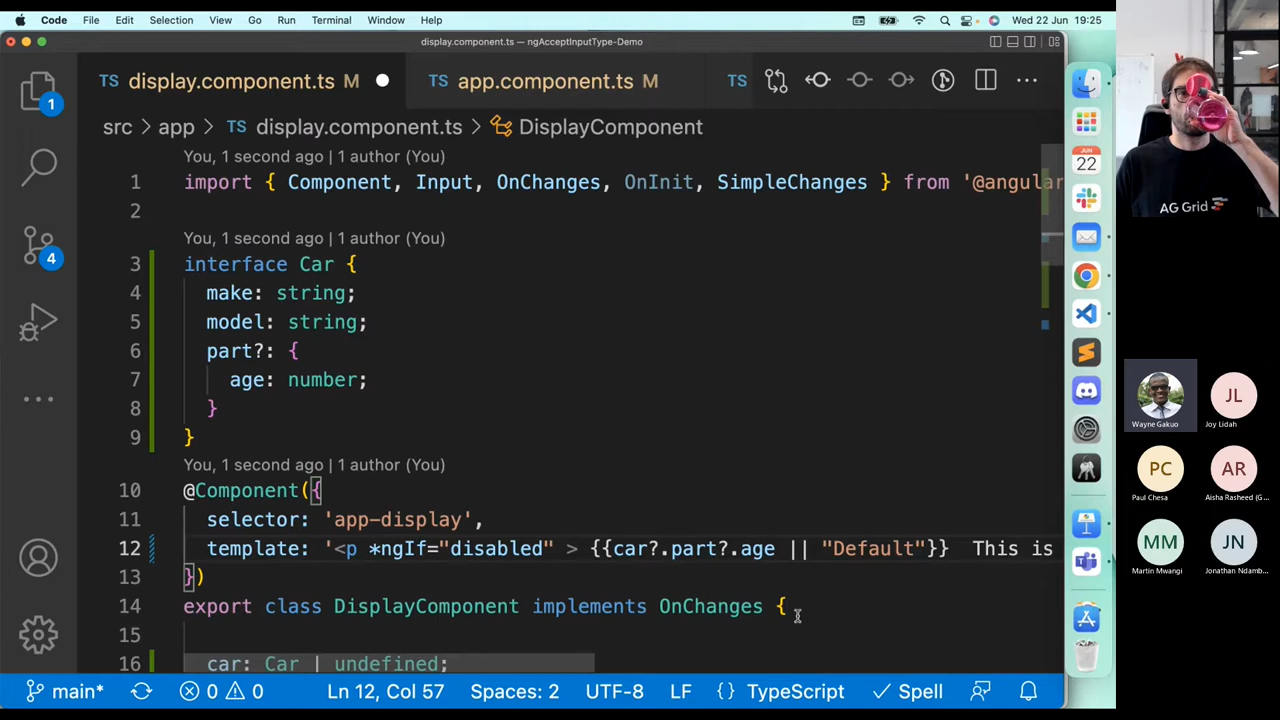 Code File Edit Selection View Go Run Terminal Window Help Wed 22 Jun 19:25
display.component.ts — ngAcceptInputType-Demo
TS display.component.ts M TS app.component.ts M TS
1
src > app > TS display.component.ts > DisplayComponent
You, 1 second ago | 1 author (You)
1 import { Component, Input, OnChanges, OnInit, SimpleChanges } from '@angular
2
You, 1 second ago | 1 author (You)
3 interface Car {
4 make: string;
5 model: string;
6 part?: {
7 age: number;
8 }
9 }
You, 1 second ago | 1 author (You)
10 @Component({
11 selector: 'app-display',
12 template: '<p *ngIf="disabled" > {{car?.part?.age || "Default"}} This is
13 })
14 export class DisplayComponent implements OnChanges {
15
16 car: Car | undefined;
4
main* 0 0 Ln 12, Col 57 Spaces: 2 UTF-8 LF {} TypeScript Spell
JUN
22
AG Grid
Wayne Gakuo
JL
Joy Lidah
PC
Paul Chesa
AR
Aisha Rasheed (G...
MM
Martin Mwangi
JN
Jonathan Ndamb...